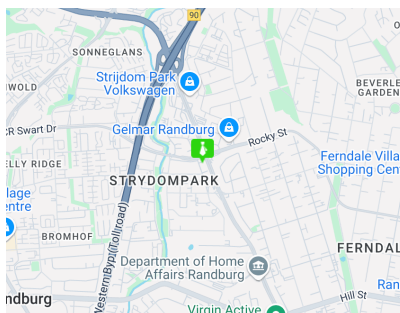 90
SONNEGLANS
Strijdom Park
Volkswagen
BEVERLE
GARDEN
WOLD
CR Swart Dr
Gelmar Randburg
Rocky St
ELLY RIDGE
Ferndale Villa
Shopping Cent
STRYDOMPARK
lage
entre
BROMHOF
Western Byp (Tollroad)
FERNDAL
Department of Home
Affairs Randburg
ndburg
Ran
Hill St
Virgin Active